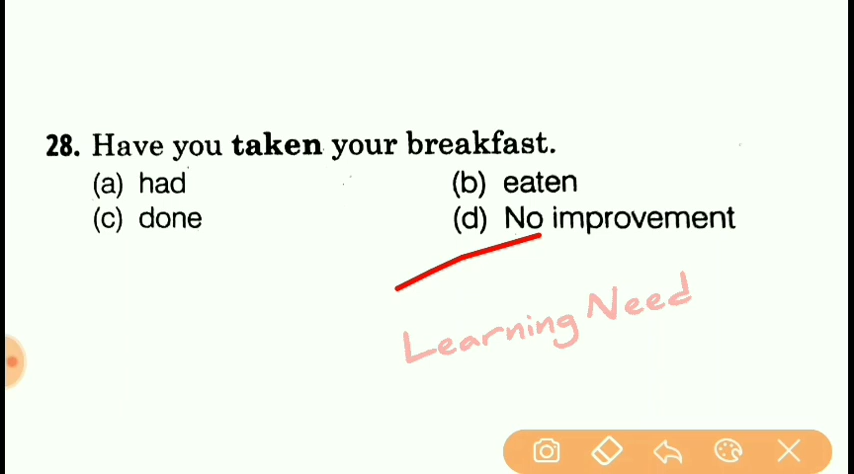 28. Have you taken your breakfast.
(a) had (b) eaten
(c) done (d) No improvement
Learning Need